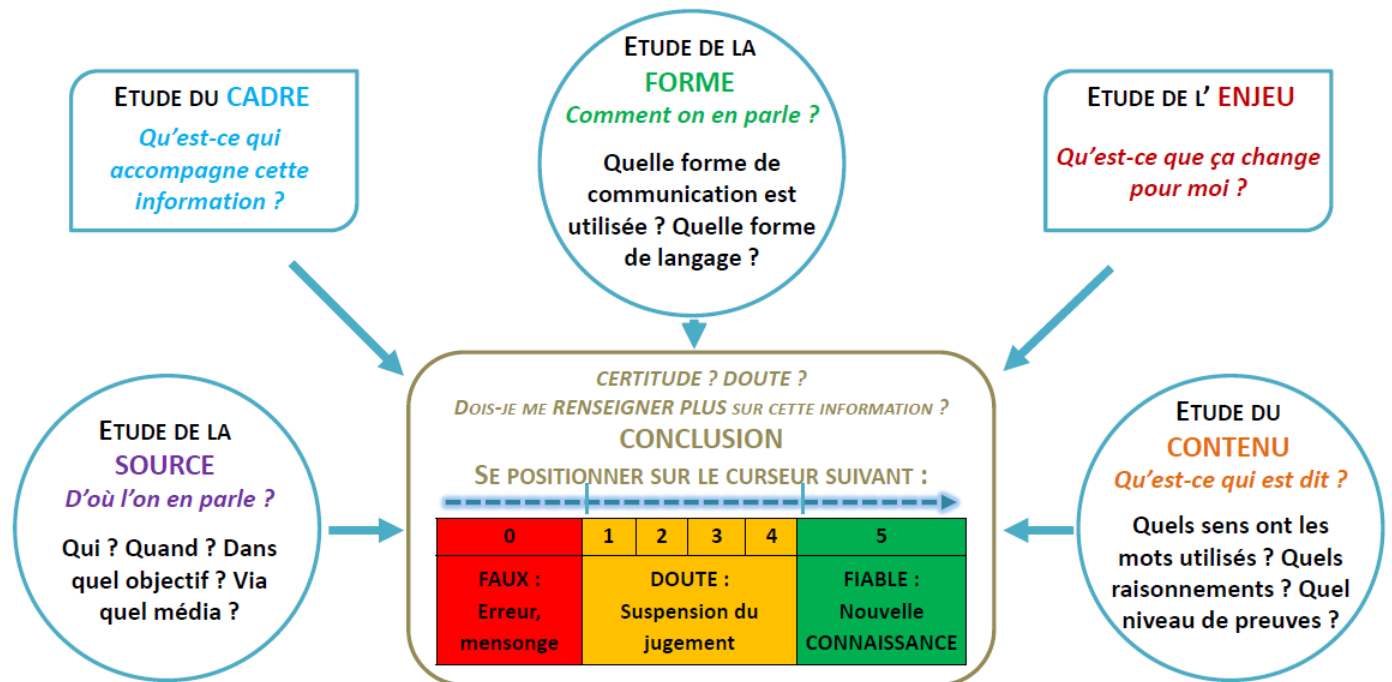 ETUDE DU CADRE
Qu'est-ce qui
accompagne cette
information ?
ETUDE DE LA
FORME
Comment on en parle ?
Quelle forme de
communication est
utilisée ? Quelle forme
de langage ?
ETUDE DE L' ENJEU
Qu'est-ce que ça change
pour moi ?
ETUDE DE LA
SOURCE
D'où l'on en parle ?
Qui ? Quand ? Dans
quel objectif ? Via
quel média ?
CERTITUDE ? DOUTE ?
DOIS-JE ME RENSEIGNER PLUS SUR CETTE INFORMATION ?
CONCLUSION
SE POSITIONNER SUR LE CURSEUR SUIVANT :
0 1 2 3 4 5
FAUX :
Erreur,
mensonge
DOUTE :
Suspension du
jugement
FIABLE :
Nouvelle
CONNAISSANCE
ETUDE DU
CONTENU
Qu'est-ce qui est dit ?
Quels sens ont les
mots utilisés ? Quels
raisonnements ? Quel
niveau de preuves ?